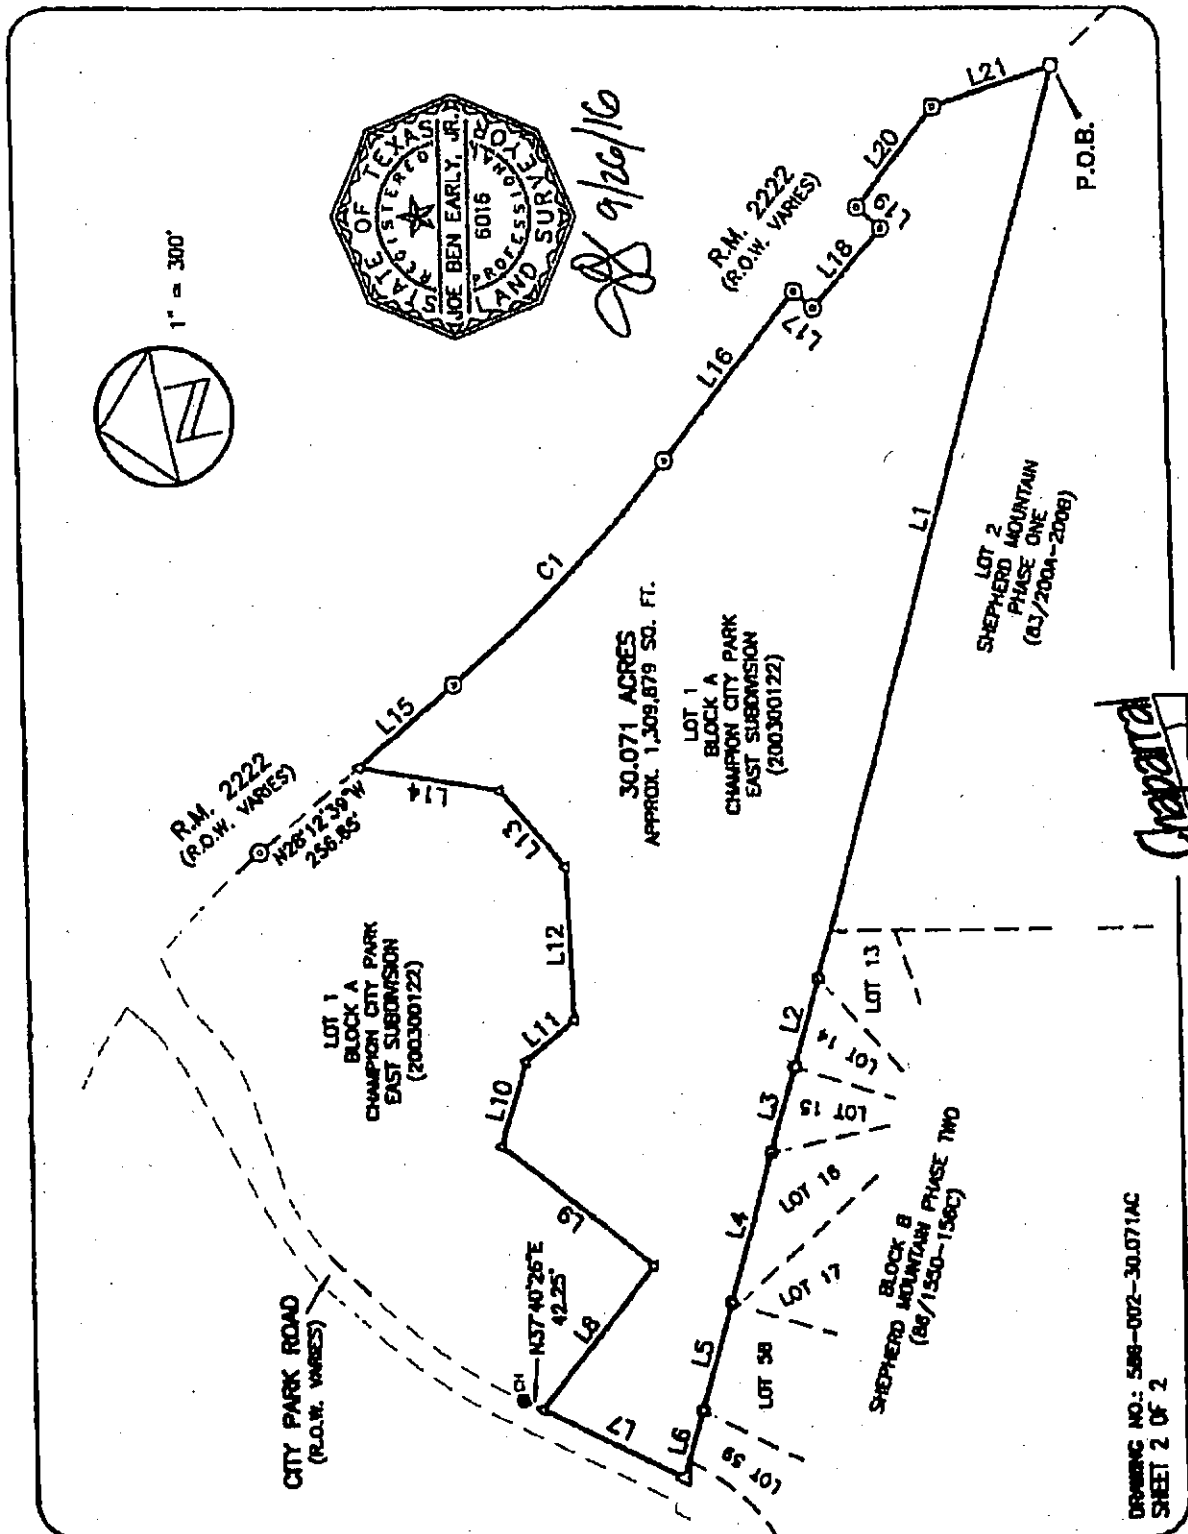 1" = 300'
N
STATE OF TEXAS
REGISTERED
JOE BEN EARLY, JR.
6016
PROFESSIONAL
LAND SURVEYOR
9/26/16
R.M. 2222
(R.O.W. VARIES)
N28°12'39"W
256.85'
R.M. 2222
(R.O.W. VARIES)
CITY PARK ROAD
(R.O.W. VARIES)
LOT 1
BLOCK A
CHAMPION CITY PARK
EAST SUBDIVISION
(200300122)
CH
N37°40'26"E
42.25'
30.071 ACRES
APPROX. 1,309,879 SQ. FT.
LOT 1
BLOCK A
CHAMPION CITY PARK
EAST SUBDIVISION
(200300122)
L1
L2
L3
L4
L5
L6
L7
L8
L9
L10
L11
L12
L13
L14
L15
C1
L16
L17
L18
L19
L20
L21
P.O.B.
LOT 2
SHEPHERD MOUNTAIN
PHASE ONE
(83/200A-200B)
LOT 13
LOT 14
LOT 15
LOT 16
LOT 17
LOT 58
LOT 59
BLOCK B
SHEPHERD MOUNTAIN PHASE TWO
(86/155D-156C)
Chaparral
DRAWING NO.: 588-002-30.071AC
SHEET 2 OF 2